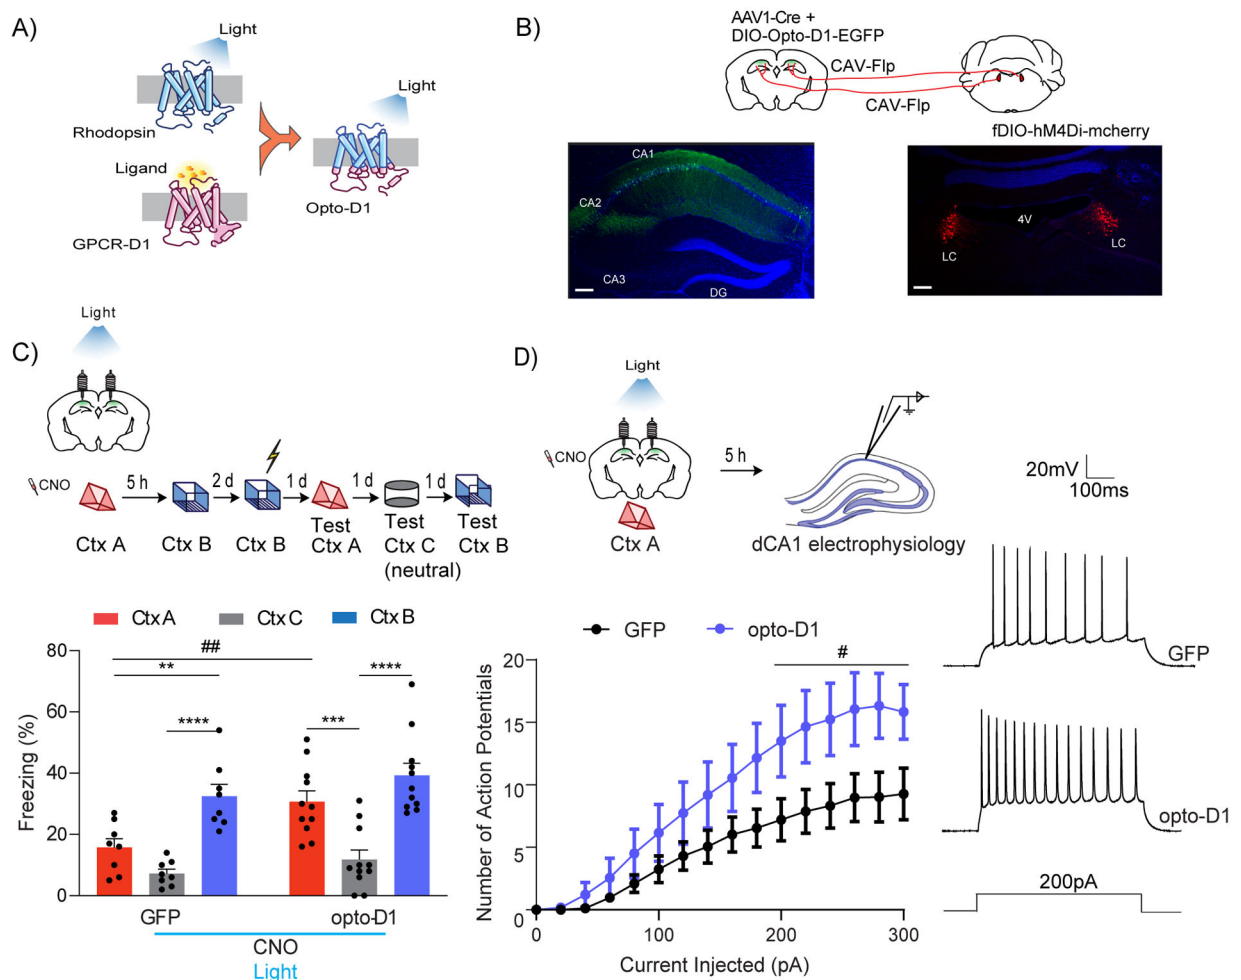 A)
Light
Rhodopsin
Ligand
GPCR-D1
Light
Opto-D1
B)
AAV1-Cre +
DIO-Opto-D1-EGFP
CAV-Flp
CAV-Flp
fDIO-hM4Di-mcherry
CA1
CA2
CA3
DG
4V
LC
LC
C)
Light
CNO
5 h
2 d
1 d
1 d
1 d
Ctx A
Ctx B
Ctx B
Test
Ctx A
Test
Ctx C
(neutral)
Test
Ctx B
Ctx A
Ctx C
Ctx B
Freezing (%)
80
60
40
20
0
##
**
****
***
****
GFP
opto-D1
CNO
Light
D)
Light
CNO
Ctx A
5 h
dCA1 electrophysiology
20mV
100ms
GFP
opto-D1
#
Number of Action Potentials
20
15
10
5
0
0
100
200
300
Current Injected (pA)
GFP
opto-D1
200pA